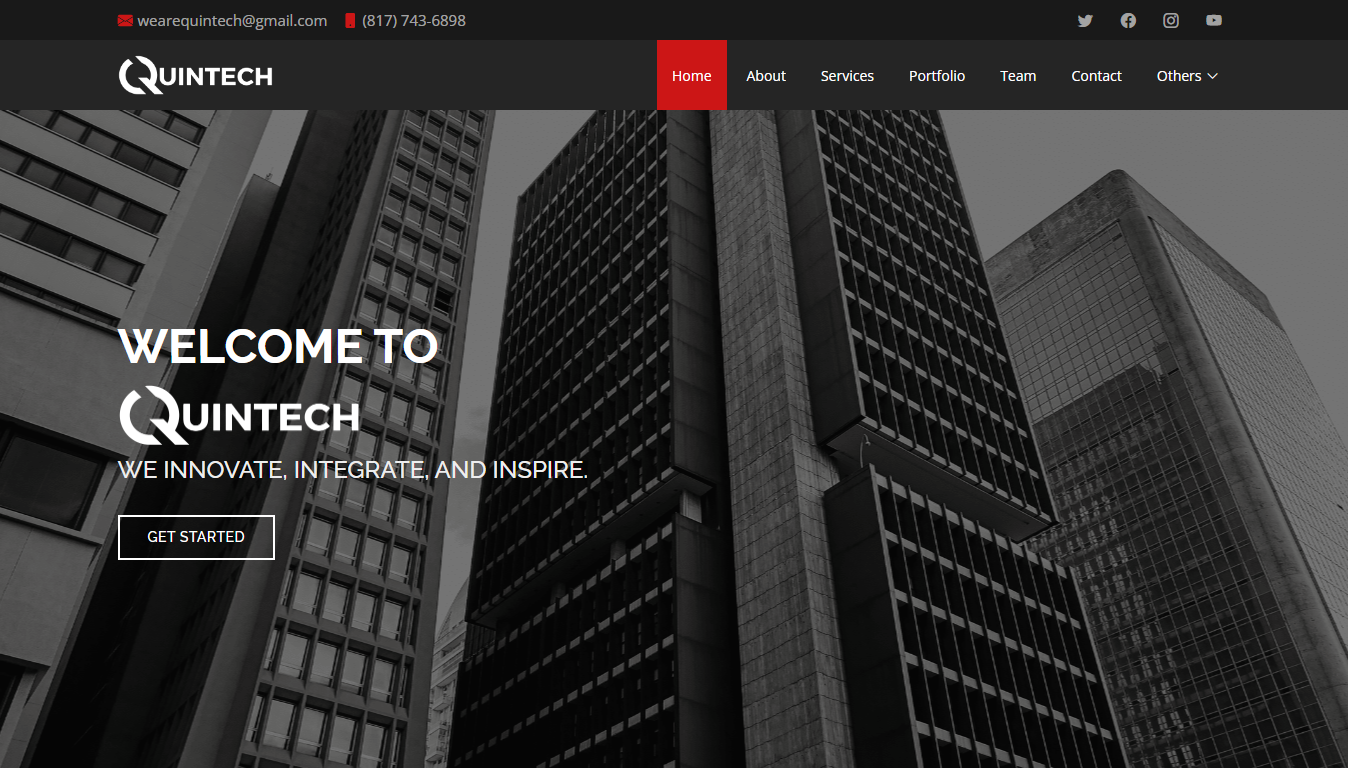 wearequintech@gmail.com (817) 743-6898
QUINTECH
Home About Services Portfolio Team Contact Others
WELCOME TO
QUINTECH
WE INNOVATE, INTEGRATE, AND INSPIRE.
GET STARTED